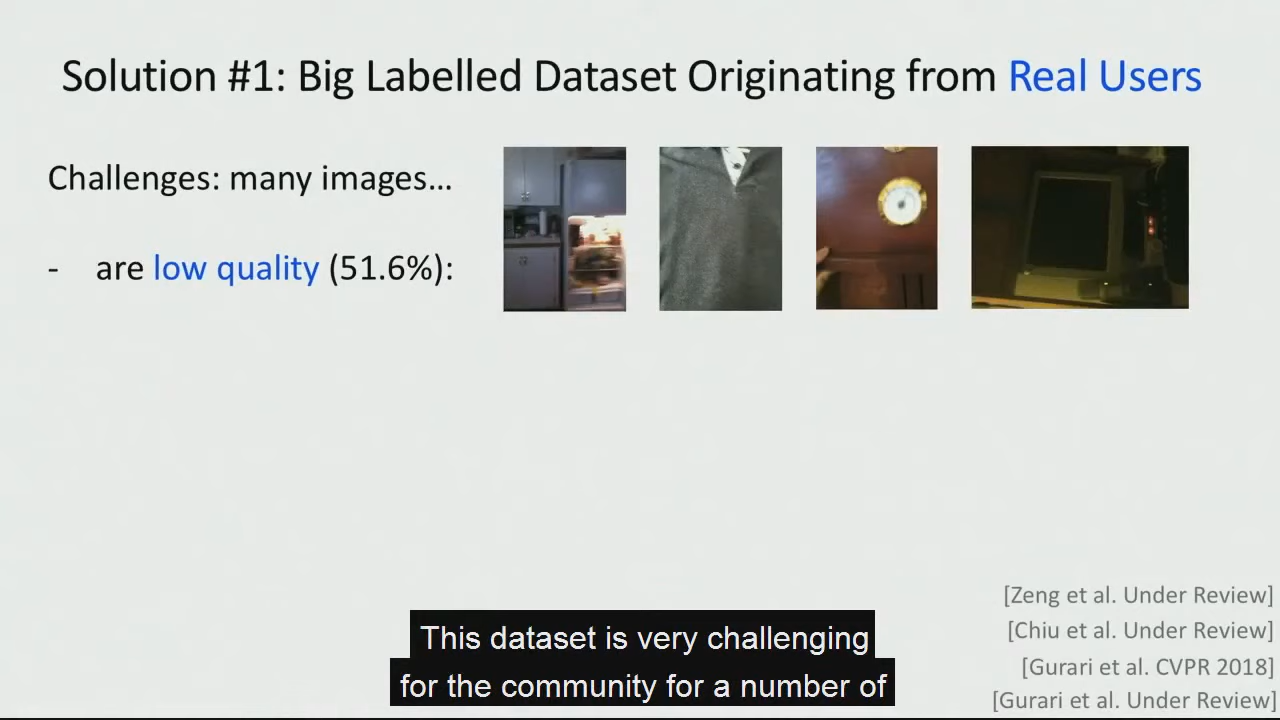 Solution #1: Big Labelled Dataset Originating from Real Users
Challenges: many images…
- are low quality (51.6%):
[Zeng et al. Under Review]
[Chiu et al. Under Review]
[Gurari et al. CVPR 2018]
[Gurari et al. Under Review]
This dataset is very challenging
for the community for a number of